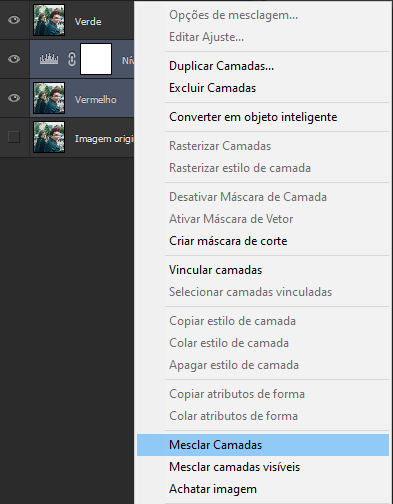 Verde
Nív
Vermelho
Imagem origi
Opções de mesclagem...
Editar Ajuste...
Duplicar Camadas...
Excluir Camadas
Converter em objeto inteligente
Rasterizar Camadas
Rasterizar estilo de camada
Desativar Máscara de Camada
Ativar Máscara de Vetor
Criar máscara de corte
Vincular camadas
Selecionar camadas vinculadas
Copiar estilo de camada
Colar estilo de camada
Apagar estilo de camada
Copiar atributos de forma
Colar atributos de forma
Mesclar Camadas
Mesclar camadas visíveis
Achatar imagem